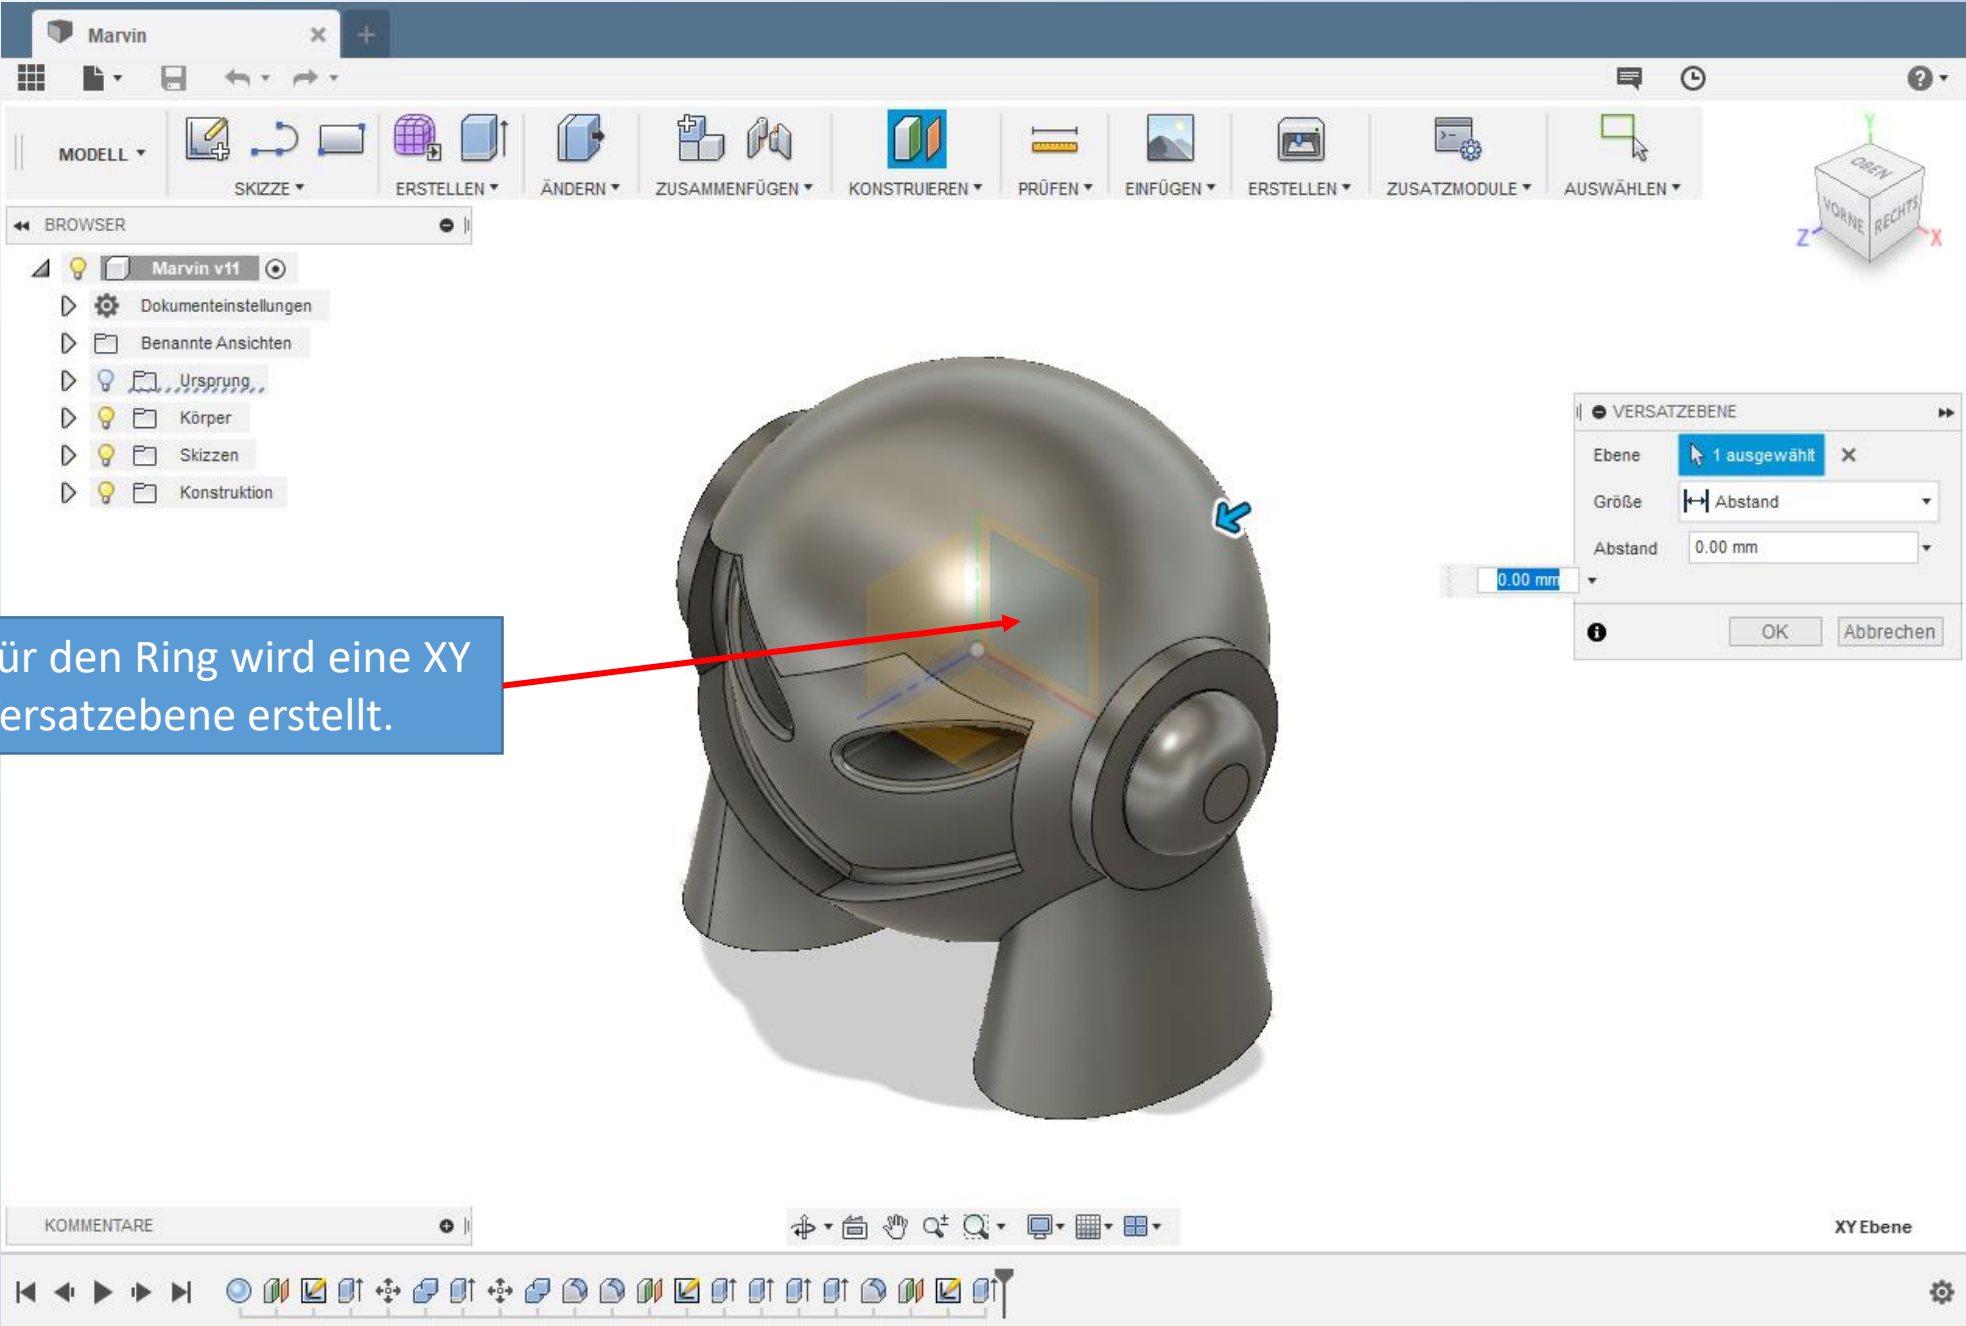 Marvin
MODELL
SKIZZE
ERSTELLEN
ÄNDERN
ZUSAMMENFÜGEN
KONSTRUIEREN
PRÜFEN
EINFÜGEN
ERSTELLEN
ZUSATZMODULE
AUSWÄHLEN
Y
OBEN
VORNE
RECHTS
Z
X
BROWSER
Marvin v11
Dokumenteinstellungen
Benannte Ansichten
Ursprung
Körper
Skizzen
Konstruktion
VERSATZEBENE
Ebene 1 ausgewählt
Größe Abstand
Abstand 0.00 mm
0.00 mm
OK Abbrechen
ür den Ring wird eine XY
ersatzebene erstellt.
KOMMENTARE
XY Ebene